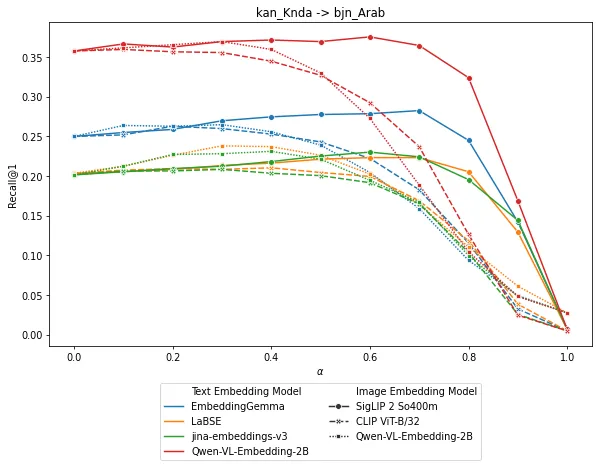 kan_Knda -> bjn_Arab
Recall@1
0.35
0.30
0.25
0.20
0.15
0.10
0.05
0.00
0.0 0.2 0.4 0.6 0.8 1.0
α
Text Embedding Model
EmbeddingGemma
LaBSE
jina-embeddings-v3
Qwen-VL-Embedding-2B
Image Embedding Model
SigLIP 2 So400m
CLIP ViT-B/32
Qwen-VL-Embedding-2B